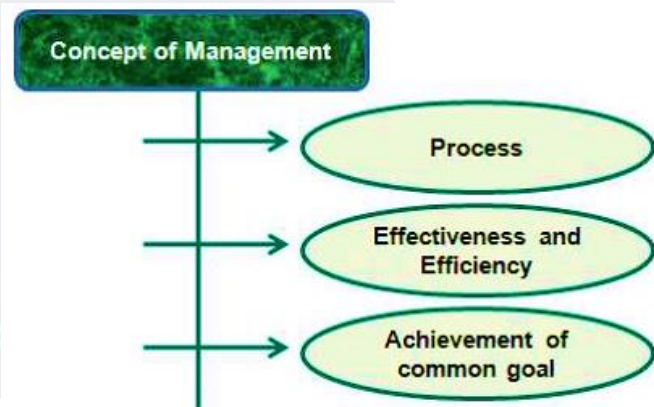 Concept of Management
Process
Effectiveness and
Efficiency
Achievement of
common goal